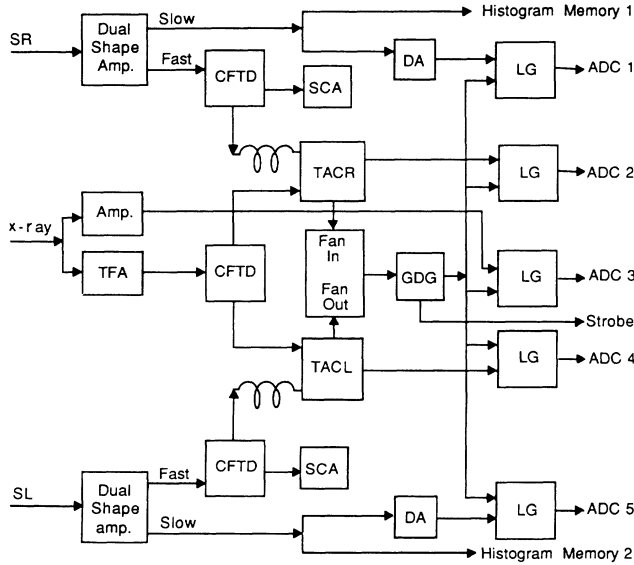 Histogram Memory 1
SR
Dual
Shape
Amp.
Slow
Fast
CFTD
SCA
DA
LG
ADC 1
TACR
LG
ADC 2
x-ray
Amp.
TFA
CFTD
Fan
In
Fan
Out
GDG
LG
ADC 3
Strobe
TACL
LG
ADC 4
SL
Dual
Shape
amp.
Fast
Slow
CFTD
SCA
DA
LG
ADC 5
Histogram Memory 2